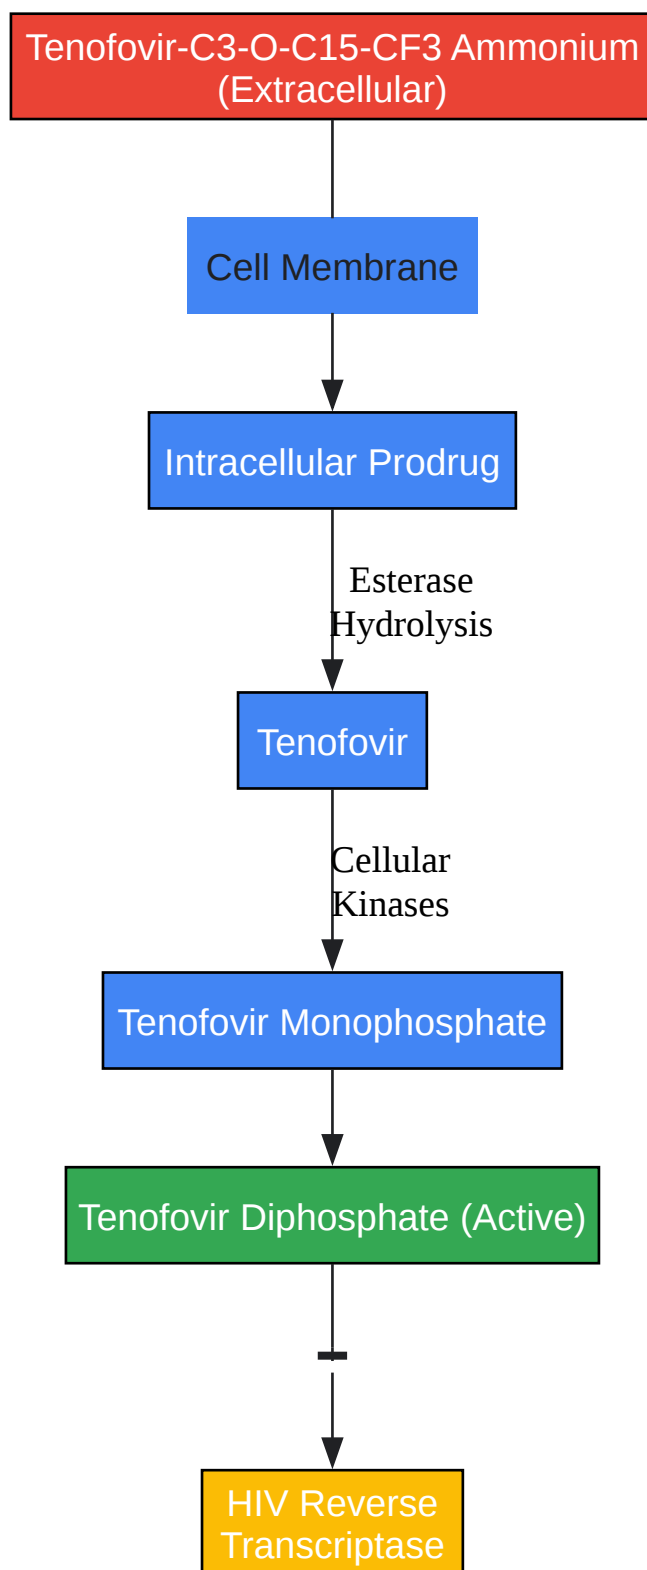 Tenofovir-C3-O-C15-CF3 Ammonium
(Extracellular)
Cell Membrane
Intracellular Prodrug
Esterase
Hydrolysis
Tenofovir
Cellular
Kinases
Tenofovir Monophosphate
Tenofovir Diphosphate (Active)
HIV Reverse
Transcriptase